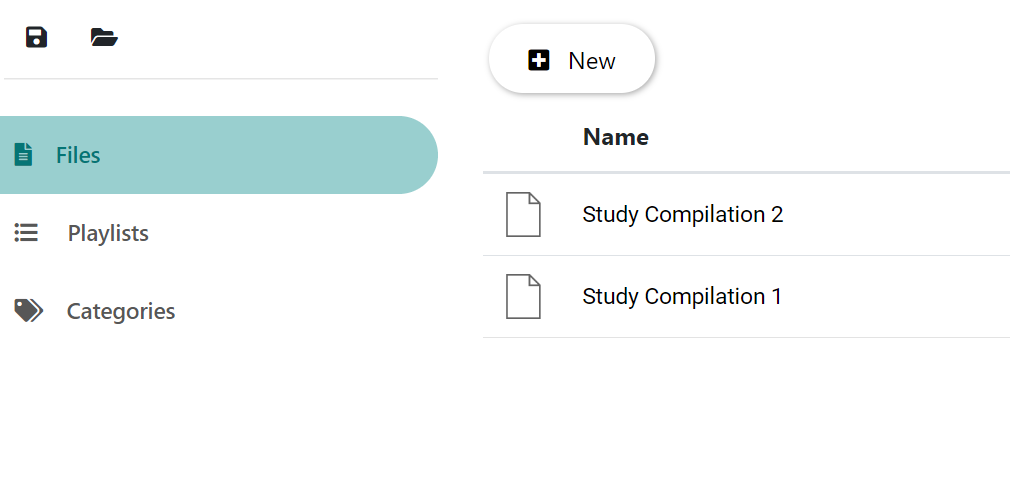 New
Files
Playlists
Categories
Name
Study Compilation 2
Study Compilation 1